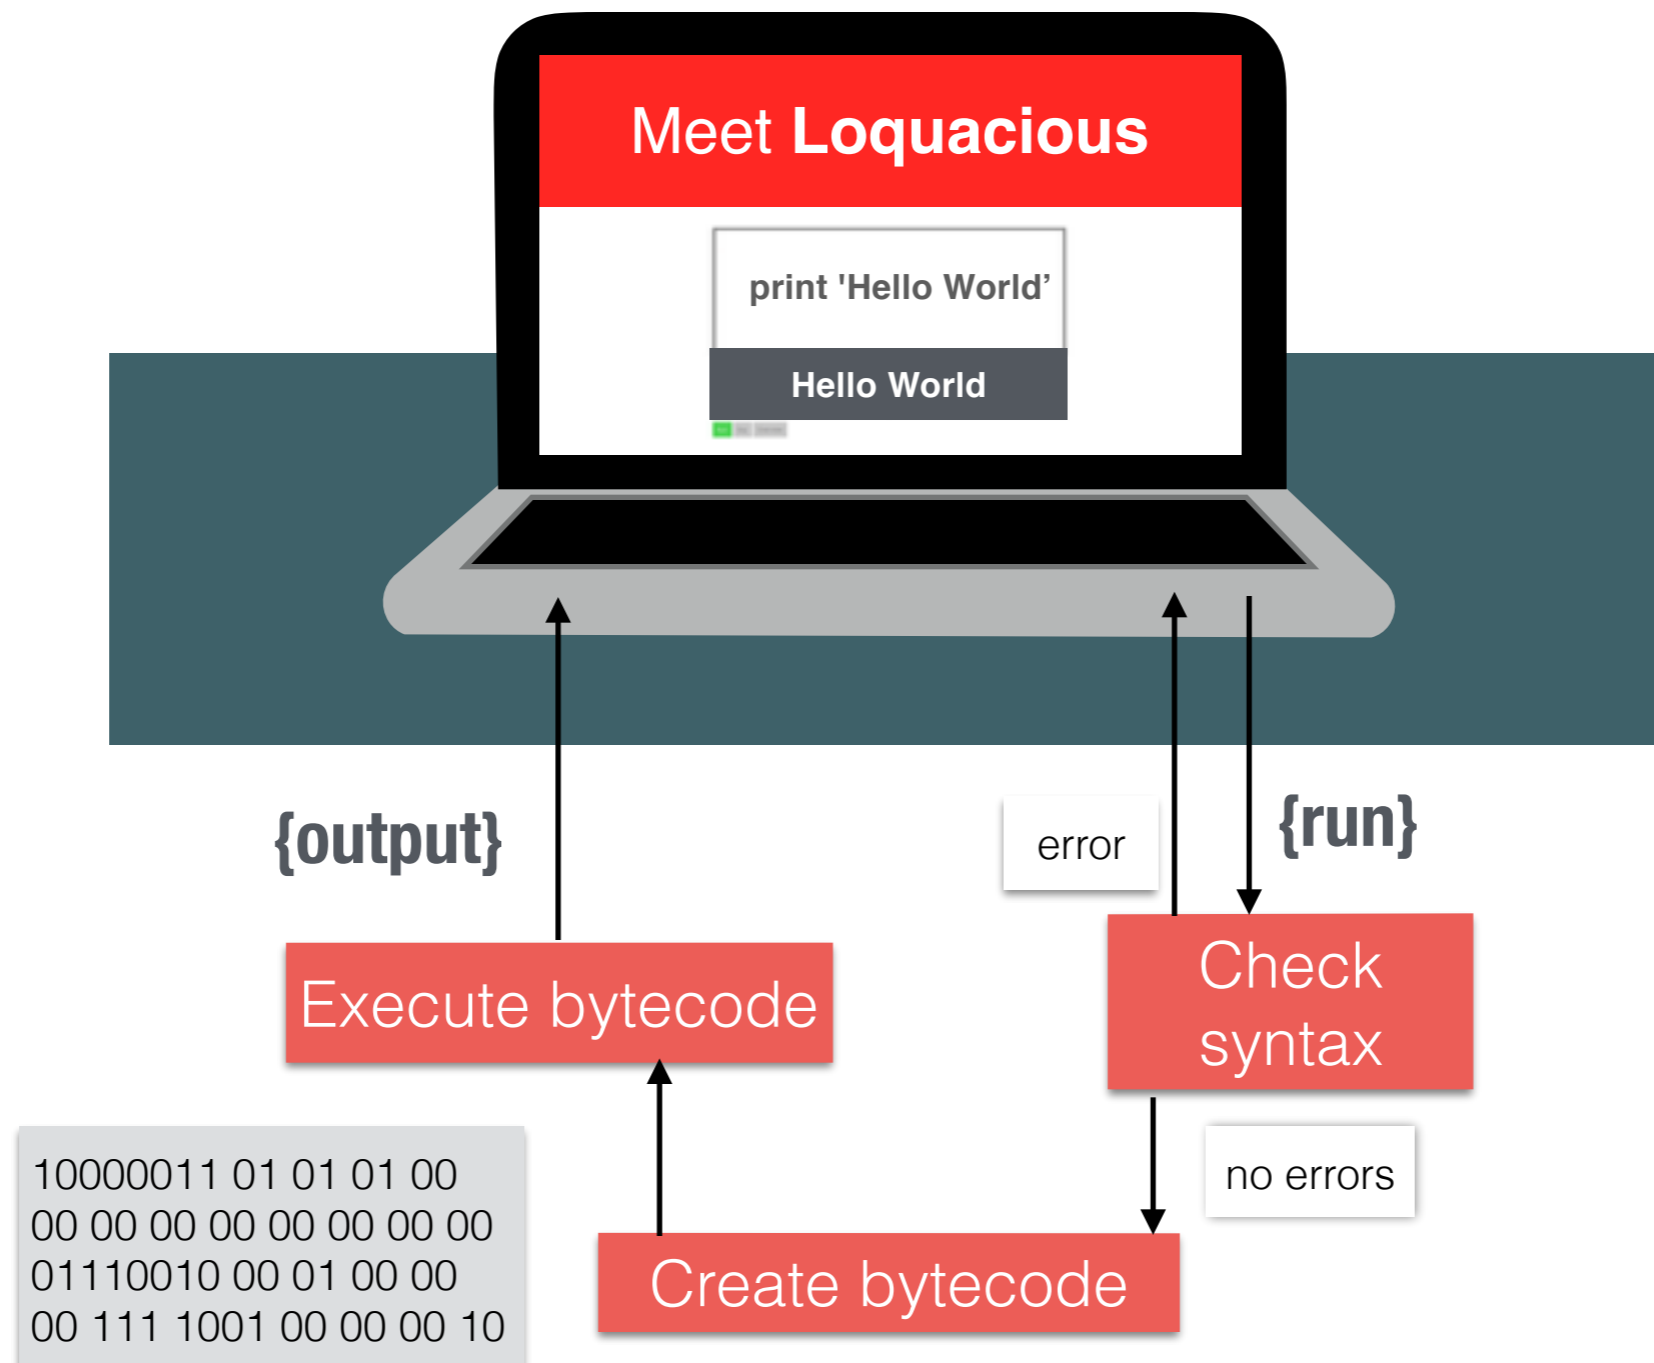 Meet Loquacious
print 'Hello World’
Hello World
{output}
error
{run}
Execute bytecode
Check
syntax
no errors
10000011 01 01 01 00
00 00 00 00 00 00 00 00
01110010 00 01 00 00
00 111 1001 00 00 00 10
Create bytecode